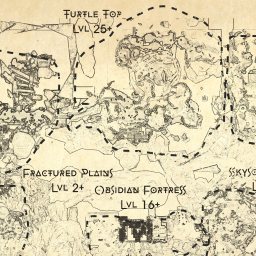 Turtle Top
Lvl 25+
Fractured Plains
Lvl 2+
Obsidian Fortress
Lvl 16+